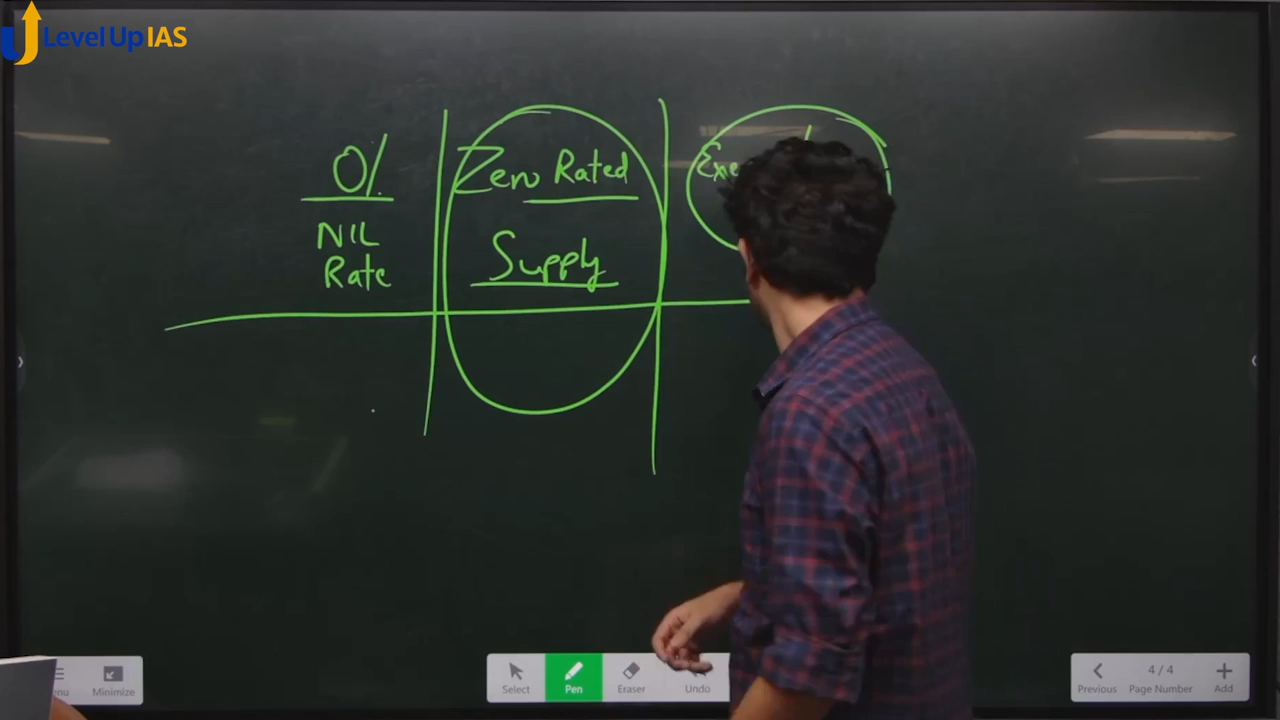 Level Up IAS
0%
NIL
Rate
Zero Rated
Supply
Minimize
Select
Pen
Eraser
Undo
Previous
4 / 4
Page Number
Add